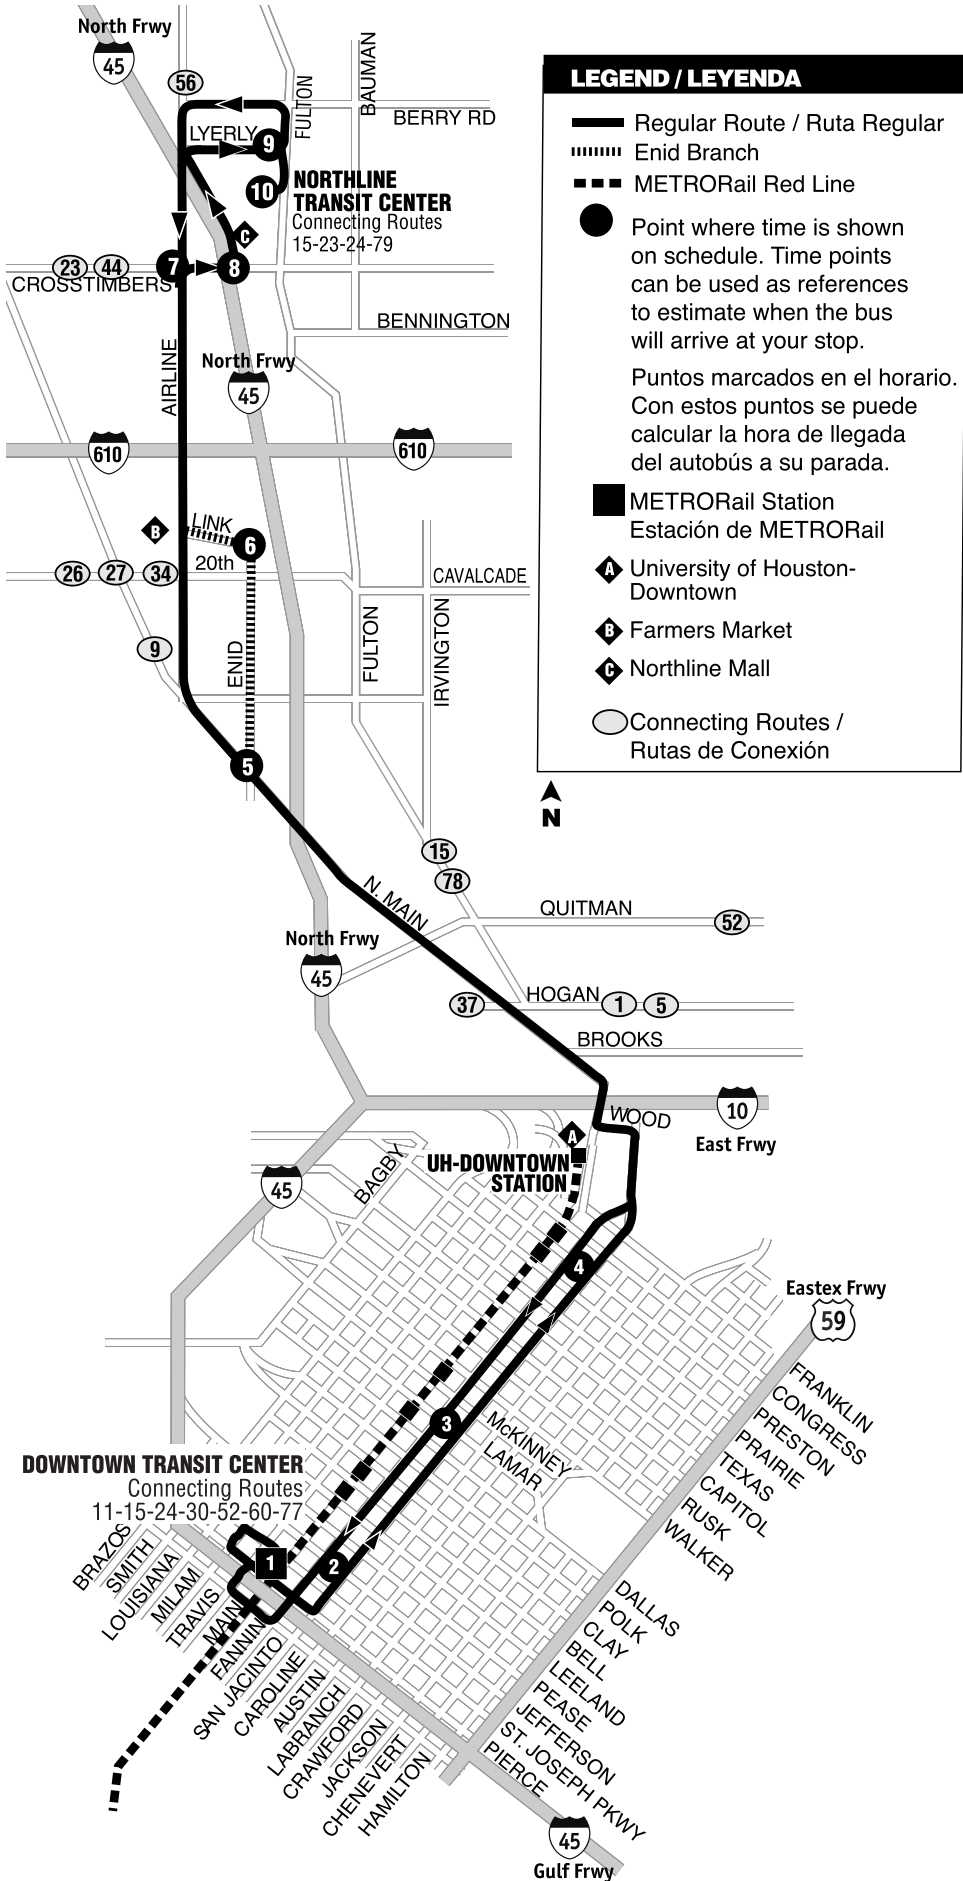 North Frwy
45
56
FULTON
BAUMAN
BERRY RD
LYERLY
9
10
NORTHLINE
TRANSIT CENTER
Connecting Routes
15-23-24-79
C
23
44
7
8
CROSSTIMBERS
BENNINGTON
AIRLINE
North Frwy
45
610
610
B
LINK
6
20th
26
27
34
CAVALCADE
9
ENID
FULTON
IRVINGTON
5
LEGEND / LEYENDA
Regular Route / Ruta Regular
Enid Branch
METRORail Red Line
Point where time is shown
on schedule. Time points
can be used as references
to estimate when the bus
will arrive at your stop.
Puntos marcados en el horario.
Con estos puntos se puede
calcular la hora de llegada
del autobús a su parada.
METRORail Station
Estación de METRORail
A University of Houston-
Downtown
B Farmers Market
C Northline Mall
Connecting Routes /
Rutas de Conexión
N
15
78
N. MAIN
QUITMAN
52
North Frwy
45
37
HOGAN
1
5
BROOKS
WOOD
10
East Frwy
A
UH-DOWNTOWN
STATION
BAGBY
45
4
Eastex Frwy
59
3
McKINNEY
LAMAR
FRANKLIN
CONGRESS
PRESTON
PRAIRIE
TEXAS
CAPITOL
RUSK
WALKER
DOWNTOWN TRANSIT CENTER
Connecting Routes
11-15-24-30-52-60-77
1
2
BRAZOS
SMITH
LOUISIANA
MILAM
TRAVIS
MAIN
FANNIN
SAN JACINTO
CAROLINE
AUSTIN
LABRANCH
CRAWFORD
JACKSON
CHENEVERT
HAMILTON
DALLAS
POLK
CLAY
BELL
LEELAND
PEASE
JEFFERSON
ST. JOSEPH PKWY
PIERCE
45
Gulf Frwy